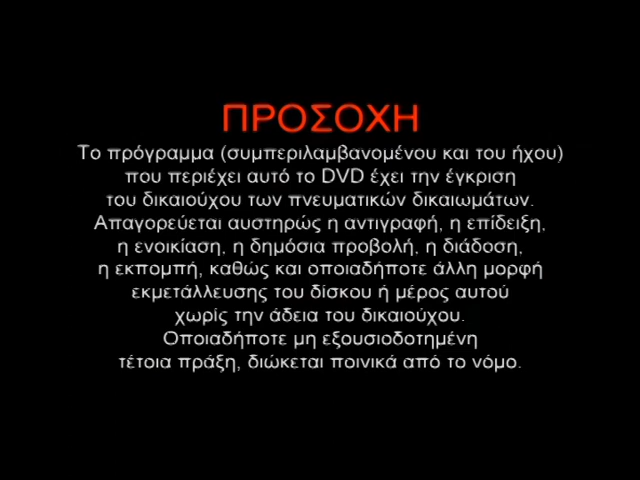 ΠΡΟΣΟΧΗ
Το πρόγραμμα (συμπεριλαμβανομένου και του ήχου)
που περιέχει αυτό το DVD έχει την έγκριση
του δικαιούχου των πνευματικών δικαιωμάτων.
Απαγορεύεται αυστηρώς η αντιγραφή, η επίδειξη,
η ενοικίαση, η δημόσια προβολή, η διάδοση,
η εκπομπή, καθώς και οποιαδήποτε άλλη μορφή
εκμετάλλευσης του δίσκου ή μέρος αυτού
χωρίς την άδεια του δικαιούχου.
Οποιαδήποτε μη εξουσιοδοτημένη
τέτοια πράξη, διώκεται ποινικά από το νόμο.